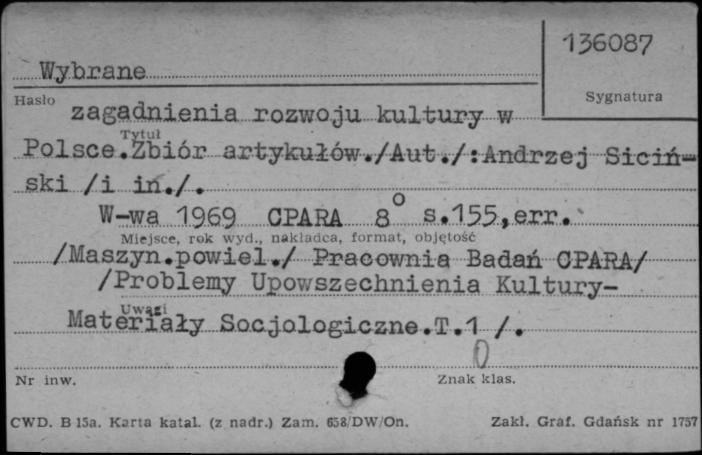 136087
Wybrane
Hasło
Sygnatura
zagadnienia rozwoju kultury w
Tytuł
Polsce.Zbiór artykułów./Aut./:Andrzej Siciń-
ski /i in./.
W-wa 1969 CPARA 8o s.155,err.
Miejsce, rok wyd., nakładca, format, objętość
/Maszyn.powiel./ Pracownia Badań CPARA/
/Problemy Upowszechnienia Kultury-
Uwagi
Materiały Socjologiczne.T.1 /.
0
Nr inw.
Znak klas.
CWD. B 15a. Karta katal. (z nadr.) Zam. 658/DW/On.
Zakł. Graf. Gdańsk nr 1757